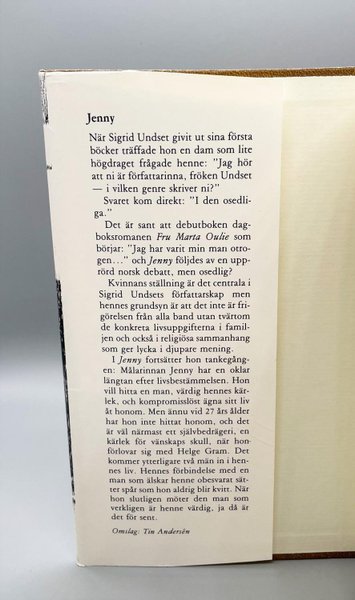 Jenny
När Sigrid Undset givit ut sina första
böcker träffade hon en dam som lite
högdraget frågade henne: "Jag hör
att ni är författarinna, fröken Undset
— i vilken genre skriver ni?"
Svaret kom direkt: "I den osedli-
ga."
Det är sant att debutboken dag-
boksromanen Fru Marta Oulie som
börjar: "Jag har varit min man otro-
gen..." och Jenny följdes av en upp-
rörd norsk debatt, men osedlig?
Kvinnans ställning är det centrala i
Sigrid Undsets författarskap men
hennes grundsyn är att det inte är fri-
görelsen från alla band utan tvärtom
de konkreta livsuppgifterna i famil-
jen och också i religiösa sammanhang
som ger lycka i djupare mening.
I Jenny fortsätter hon tankegång-
en: Målarinnan Jenny har en oklar
längtan efter livsbestämmelsen. Hon
vill hitta en man, värdig hennes kär-
lek, och kompromisslöst ägna sitt liv
åt honom. Men ännu vid 27 års ålder
har hon inte hittat honom, och det
är väl närmast ett självbedrägeri, en
kärlek för vänskaps skull, när hon
förlovar sig med Helge Gram. Det
kommer ytterligare två män in i hen-
nes liv. Hennes förbindelse med en
man som älskar henne obesvarat sät-
ter spår som hon aldrig blir kvitt. När
hon slutligen möter den man som
verkligen är henne värdig, ja då är
det för sent.
Omslag: Tin Andersén